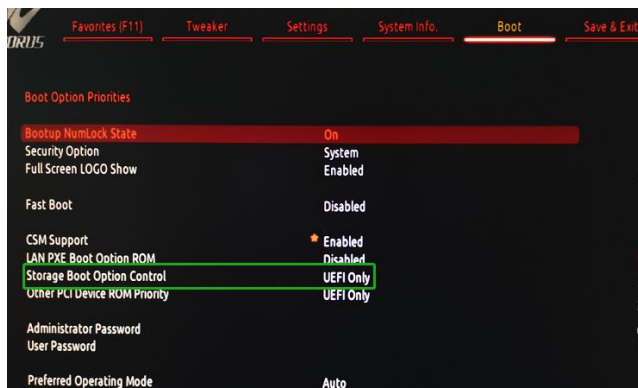 ORUS
Favorites (F11) Tweaker Settings System Info. Boot Save & Exit
Boot Option Priorities
Bootup NumLock State On
Security Option System
Full Screen LOGO Show Enabled
Fast Boot Disabled
CSM Support Enabled
LAN PXE Boot Option ROM Disabled
Storage Boot Option Control UEFI Only
Other PCI Device ROM Priority UEFI Only
Administrator Password
User Password
Preferred Operating Mode Auto